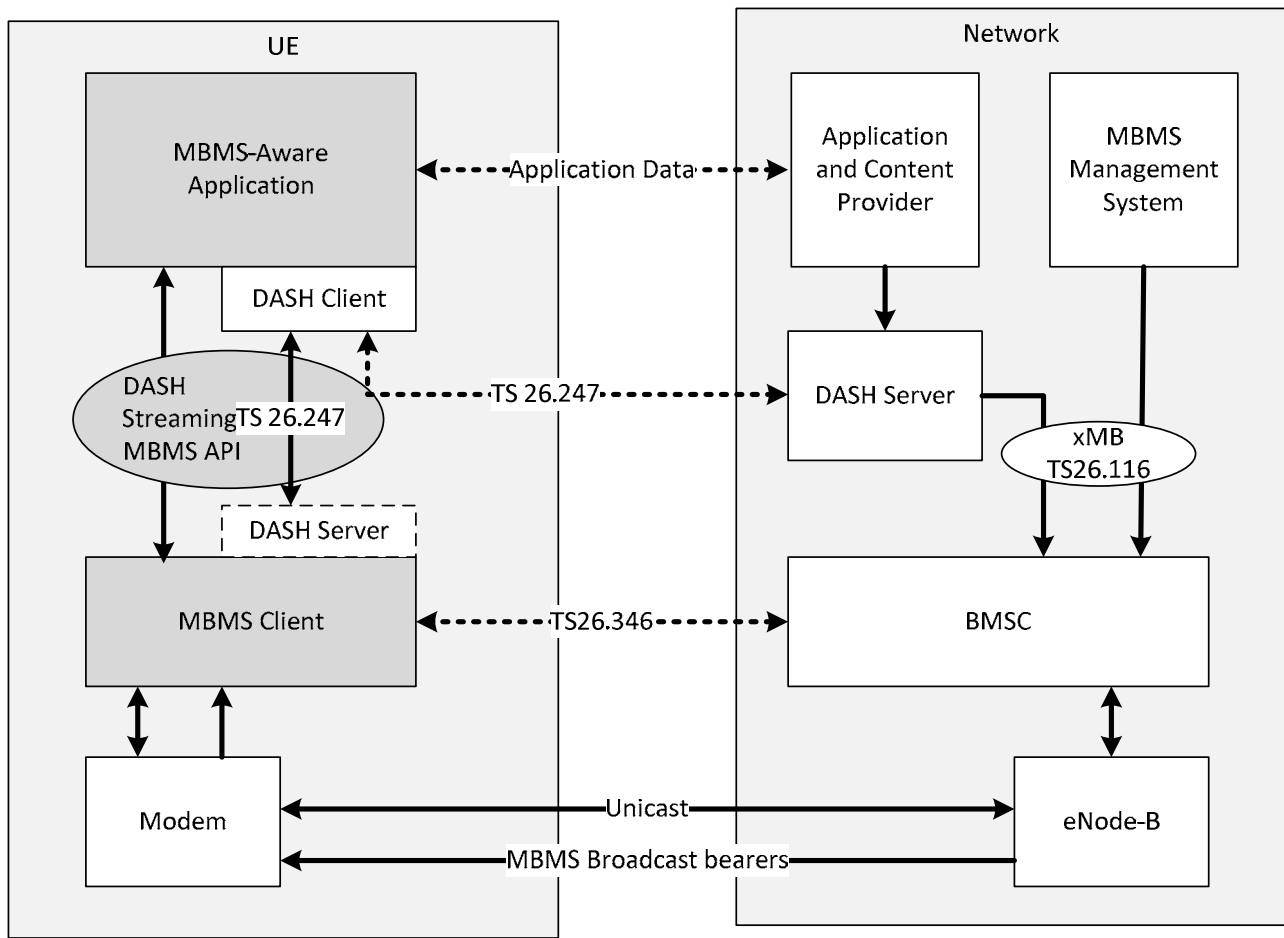 UE
Network
MBMS-Aware
Application
Application Data
Application
and Content
Provider
MBMS
Management
System
DASH Client
DASH
Streaming
MBMS API
TS 26.247
TS 26.247
DASH Server
xMB
TS26.116
DASH Server
MBMS Client
TS26.346
BMSC
Modem
Unicast
MBMS Broadcast bearers
eNode-B